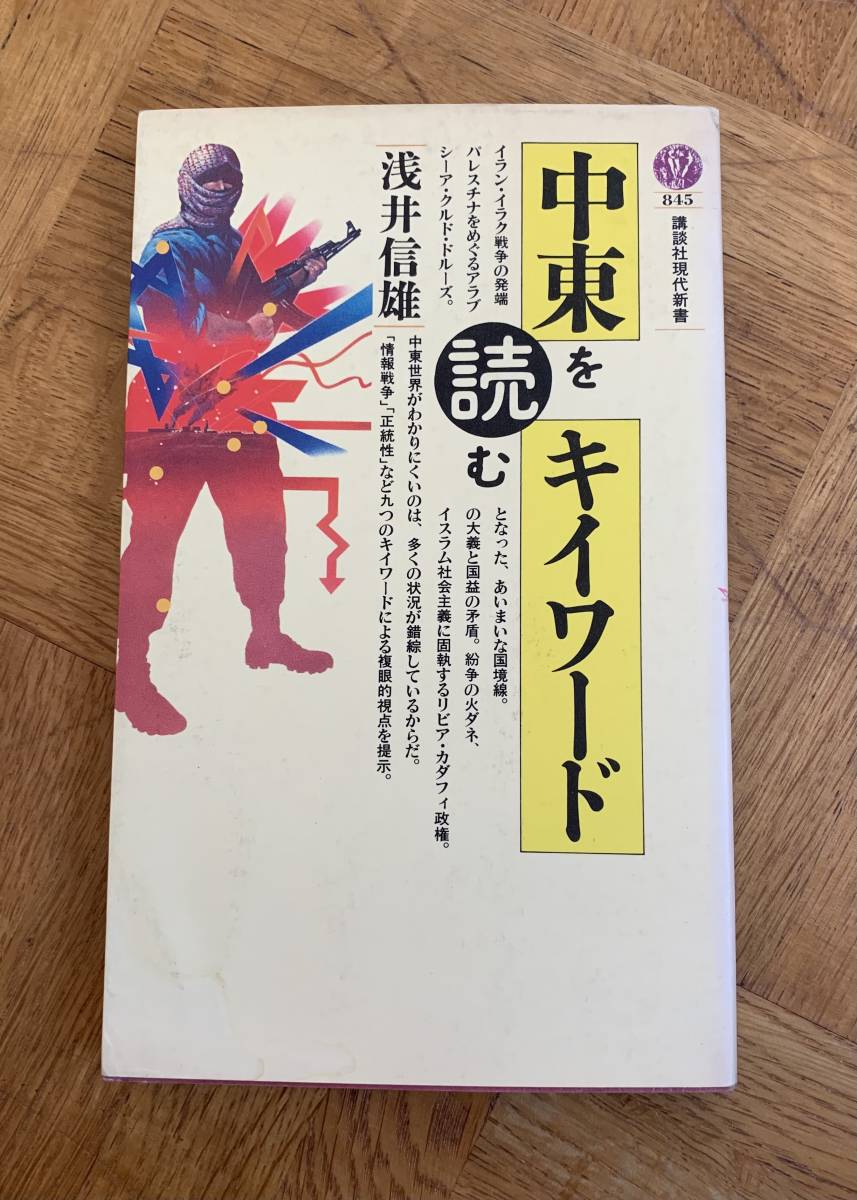 845
講談社現代新書
中東を
読む
キイワード
イラン・イラク戦争の発端
となった、あいまいな国境線。
パレスチナをめぐるアラブ
の大義と国益の矛盾。紛争の火ダネ、
シーア・クルド・ドルーズ。
イスラム社会主義に固執するリビア・カダフィ政権。
浅井信雄
中東世界がわかりにくいのは、多くの状況が錯綜しているからだ。
「情報戦争」「正統性」など九つのキイワードによる複眼的視点を提示。